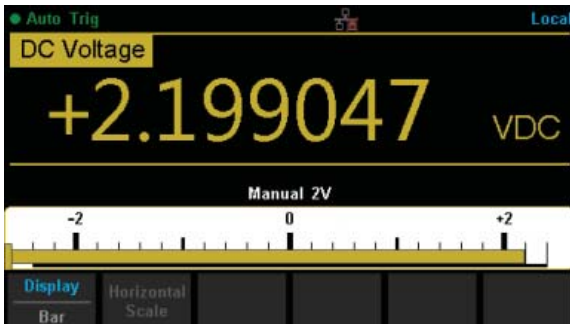 Auto Trig Local
DC Voltage
+2.199047 VDC
Manual 2V
-2 0 +2
Display Horizontal
Bar Scale